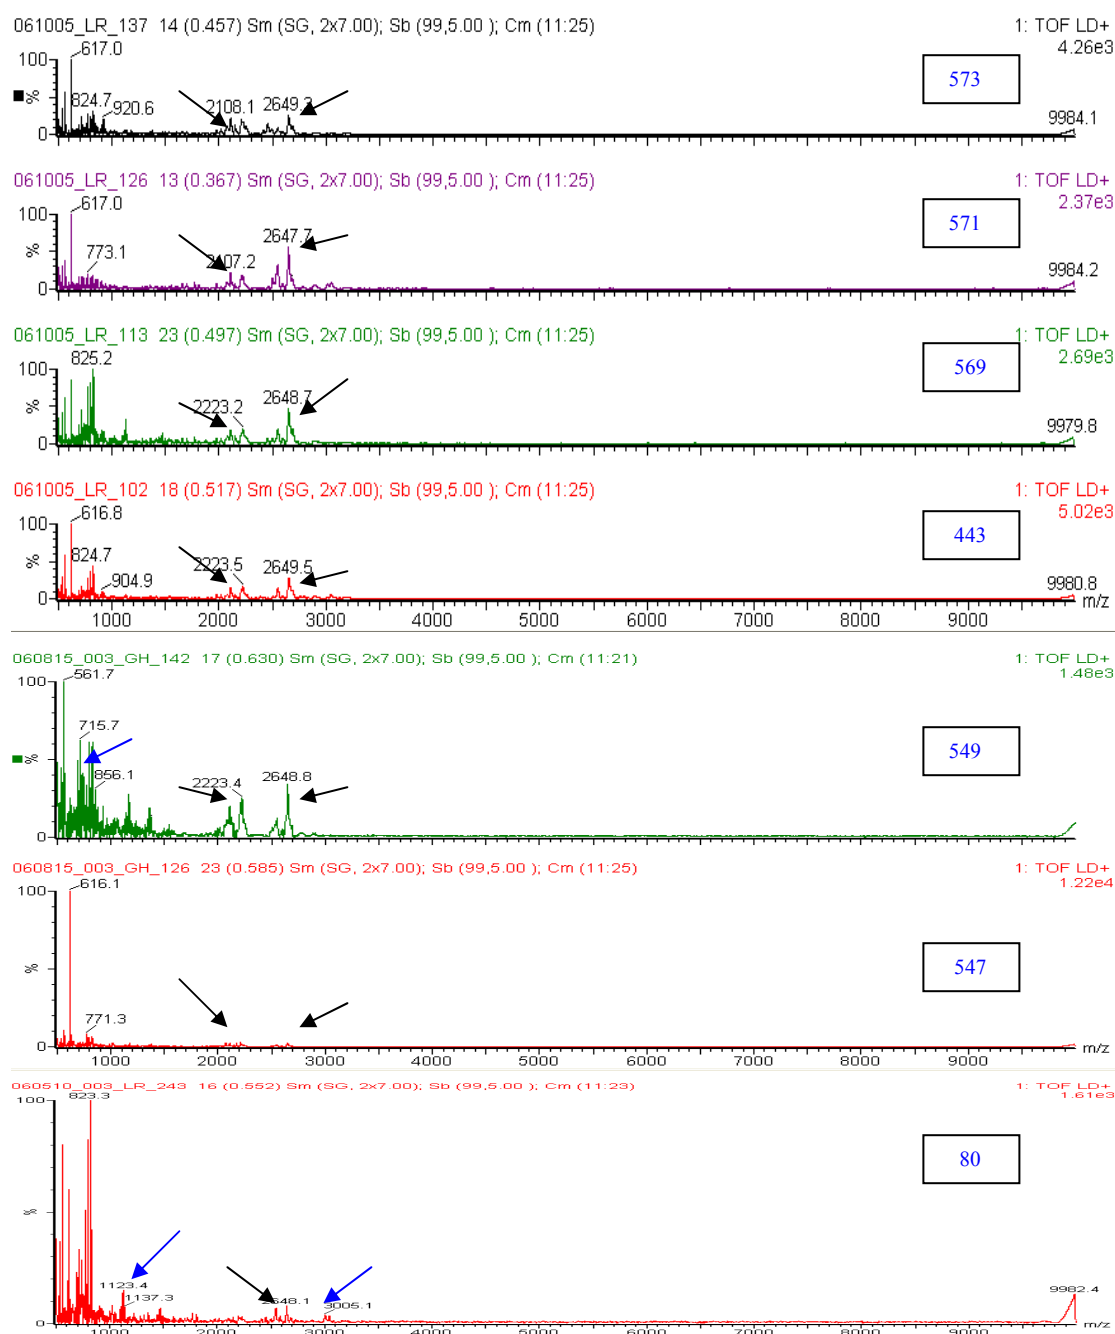 061005_LR_137 14 (0.457) Sm (SG, 2x7.00); Sb (99,5.00 ); Cm (11:25) 1: TOF LD+
4.26e3
100 617.0
573
% 824.7 920.6 2108.1 2649.3 9984.1
0
061005_LR_126 13 (0.367) Sm (SG, 2x7.00); Sb (99,5.00 ); Cm (11:25) 1: TOF LD+
2.37e3
100 617.0
571
% 773.1 2107.2 2647.7 9984.2
0
061005_LR_113 23 (0.497) Sm (SG, 2x7.00); Sb (99,5.00 ); Cm (11:25) 1: TOF LD+
2.69e3
100 825.2
569
% 2223.2 2648.7 9979.8
0
061005_LR_102 18 (0.517) Sm (SG, 2x7.00); Sb (99,5.00 ); Cm (11:25) 1: TOF LD+
5.02e3
100 616.8
443
% 824.7 904.9 2223.5 2649.5 9980.8
0 m/z
1000 2000 3000 4000 5000 6000 7000 8000 9000
060815_003_GH_142 17 (0.630) Sm (SG, 2x7.00); Sb (99,5.00 ); Cm (11:21) 1: TOF LD+
1.48e3
100 561.7
715.7
549
% 856.1 2223.4 2648.8
0
060815_003_GH_126 23 (0.585) Sm (SG, 2x7.00); Sb (99,5.00 ); Cm (11:25) 1: TOF LD+
1.22e4
100 616.1
547
%
771.3
0 m/z
1000 2000 3000 4000 5000 6000 7000 8000 9000
060510_003_LR_243 16 (0.552) Sm (SG, 2x7.00); Sb (99,5.00 ); Cm (11:23) 1: TOF LD+
1.61e3
100 823.3
80
%
1123.4 1137.3 2648.1 3005.1 9982.4
0 m/z
1000 2000 3000 4000 5000 6000 7000 8000 9000